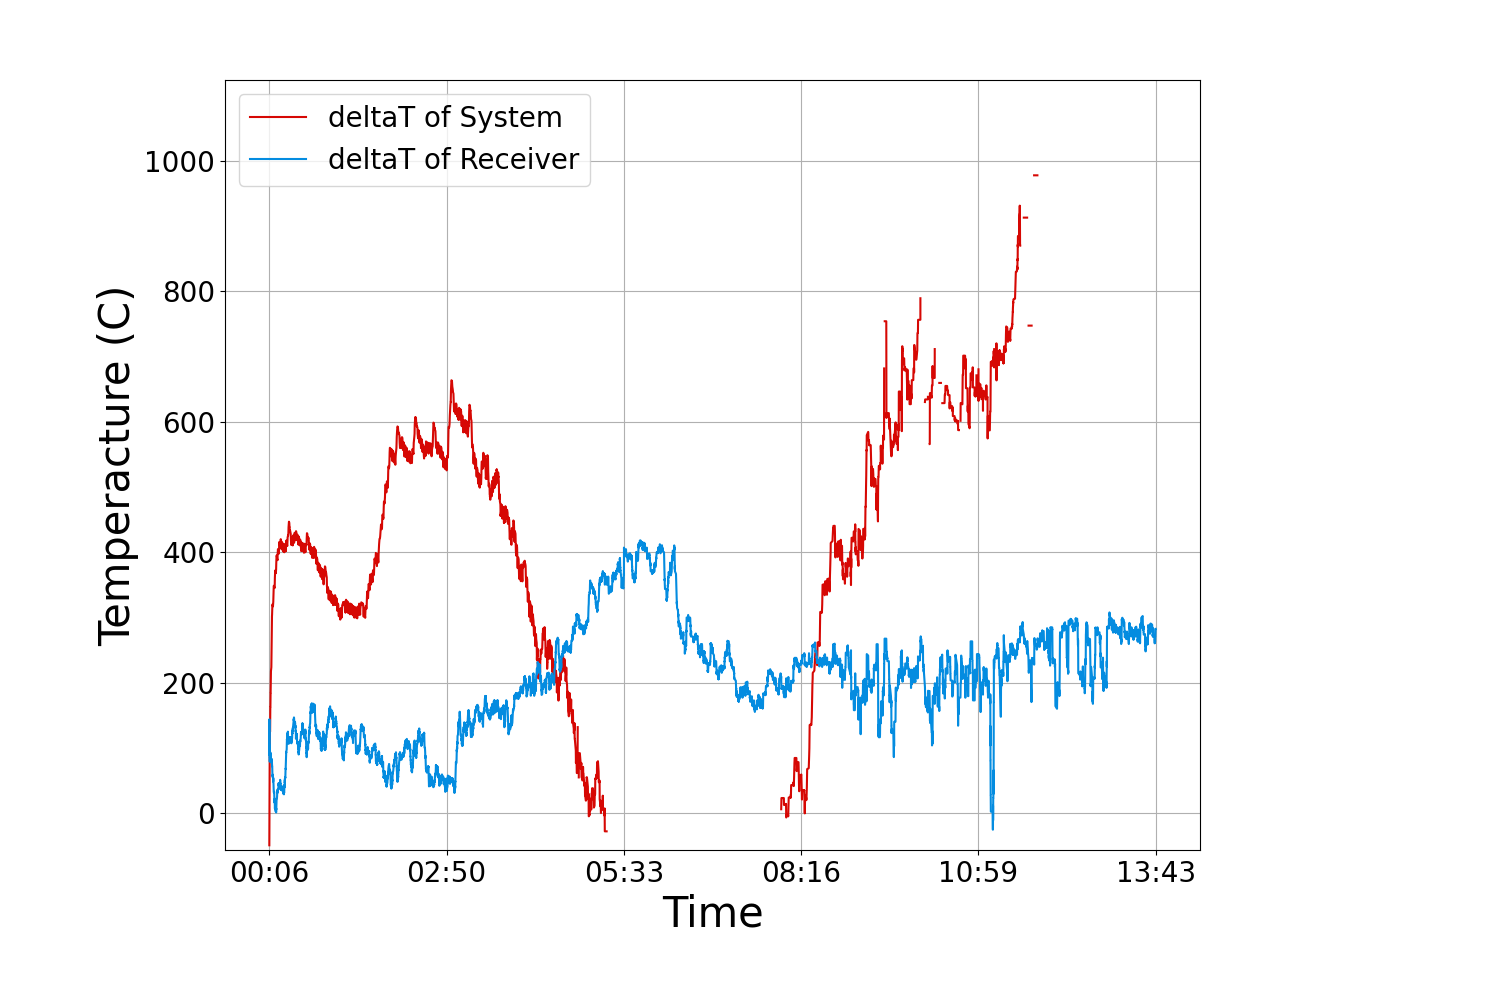 deltaT of System
deltaT of Receiver
1000
800
600
400
200
0
Temperacture (C)
00:06 02:50 05:33 08:16 10:59 13:43
Time